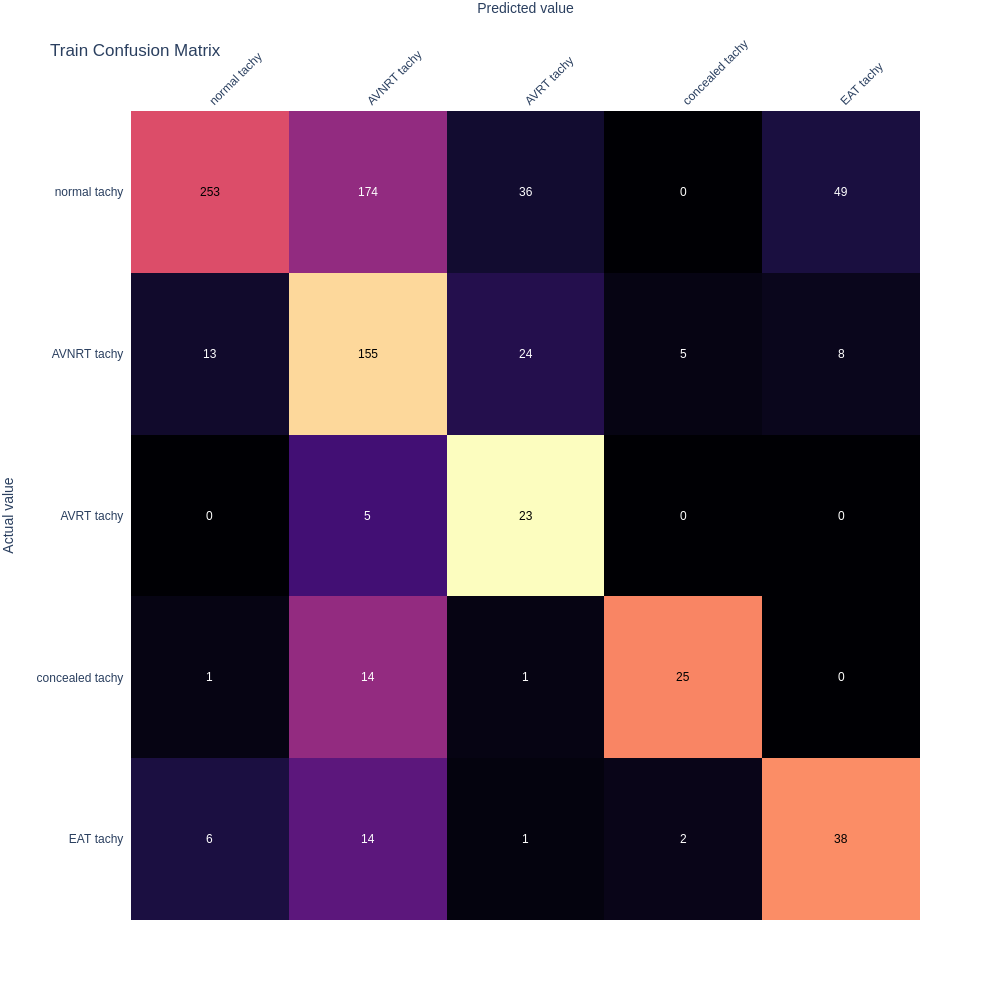 Predicted value
Train Confusion Matrix
normal tachy
AVNRT tachy
AVRT tachy
concealed tachy
EAT tachy
Actual value
normal tachy 253 174 36 0 49
AVNRT tachy 13 155 24 5 8
AVRT tachy 0 5 23 0 0
concealed tachy 1 14 1 25 0
EAT tachy 6 14 1 2 38